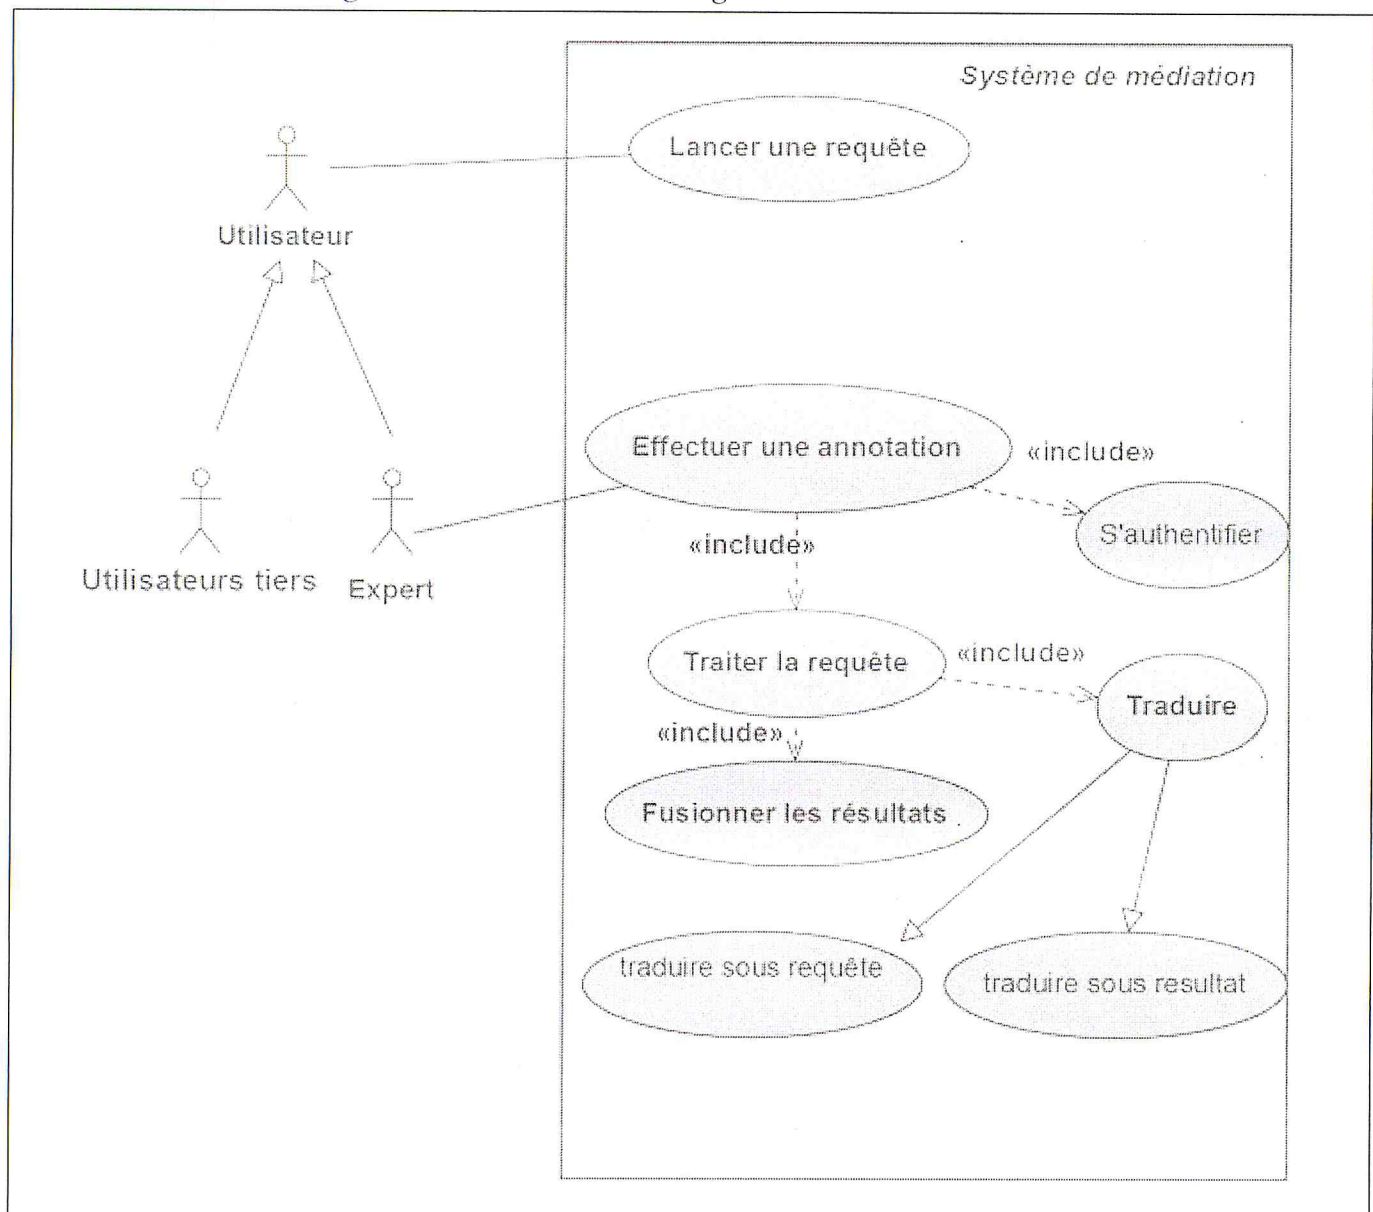 Système de médiation
Lancer une requête
Utilisateur
Effectuer une annotation
«include»
S'authentifier
«include»
Utilisateurs tiers
Expert
Traiter la requête
«include»
Traduire
«include»
Fusionner les résultats
traduire sous requête
traduire sous resultat